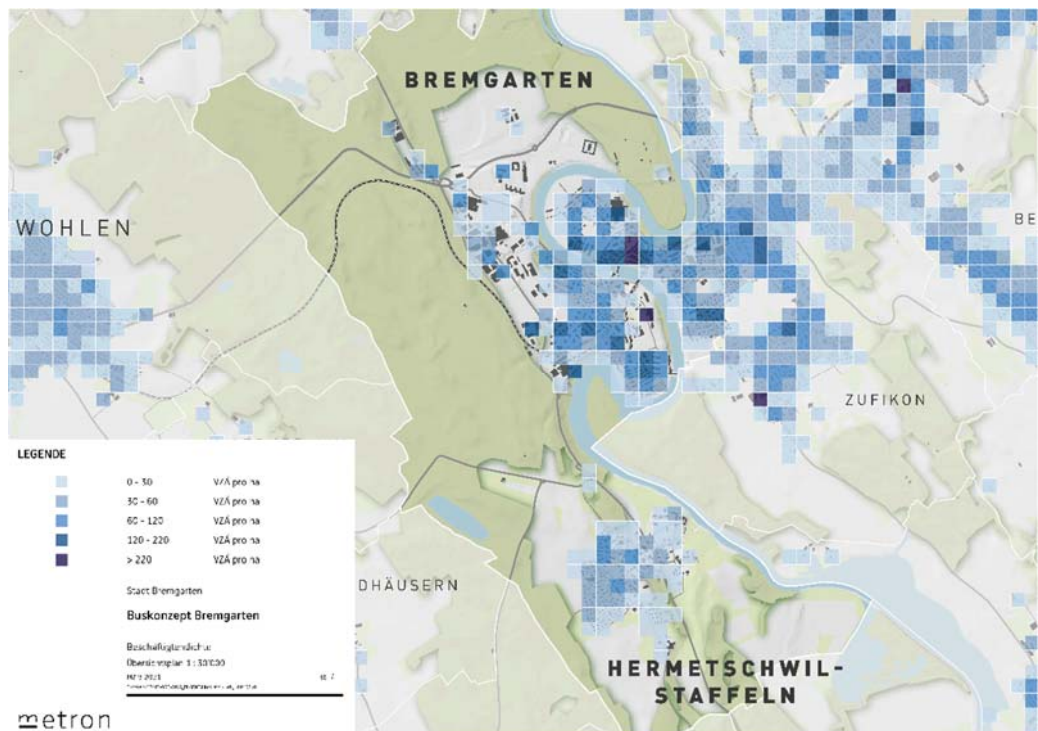 BREMGARTEN
WOHLEN
BE
ZUFIKON
LEGENDE
0 - 30 VZÄ pro ha
30 - 60 VZÄ pro ha
60 - 120 VZÄ pro ha
120 - 220 VZÄ pro ha
> 220 VZÄ pro ha
Stadt Bremgarten
DHÄUSERN
Buskonzept Bremgarten
Beschäftigtendichte
Übersichtsplan 1 : 30'000
März 2021
HERMETSCHWIL-
STAFFELN
metron